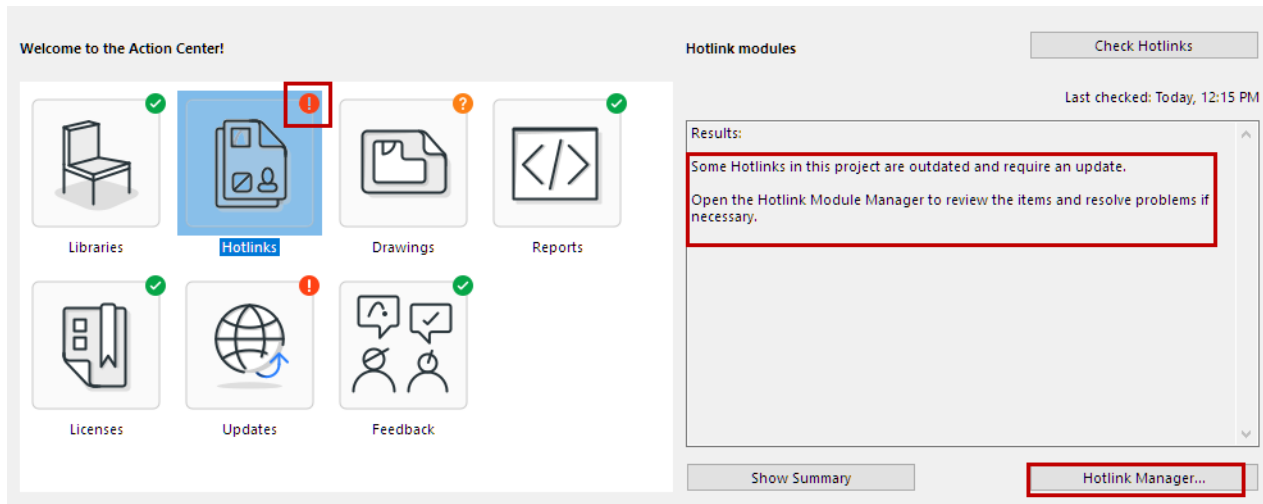 Welcome to the Action Center!
Hotlink modules
Check Hotlinks
Last checked: Today, 12:15 PM
Libraries
Hotlinks
Drawings
Reports
Licenses
Updates
Feedback
Results:
Some Hotlinks in this project are outdated and require an update.
Open the Hotlink Module Manager to review the items and resolve problems if
necessary.
Show Summary
Hotlink Manager...